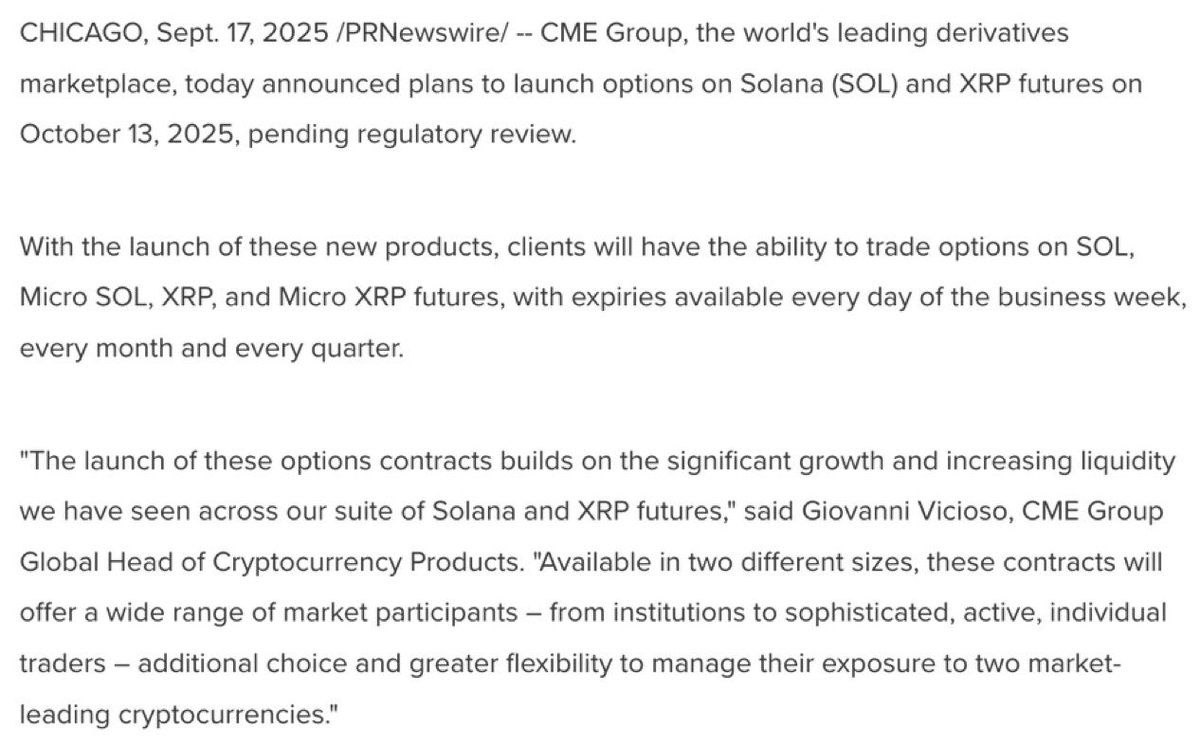 CHICAGO, Sept. 17, 2025 /PRNewswire/ -- CME Group, the world's leading derivatives
marketplace, today announced plans to launch options on Solana (SOL) and XRP futures on
October 13, 2025, pending regulatory review.
With the launch of these new products, clients will have the ability to trade options on SOL,
Micro SOL, XRP, and Micro XRP futures, with expiries available every day of the business week,
every month and every quarter.
"The launch of these options contracts builds on the significant growth and increasing liquidity
we have seen across our suite of Solana and XRP futures," said Giovanni Vicioso, CME Group
Global Head of Cryptocurrency Products. "Available in two different sizes, these contracts will
offer a wide range of market participants – from institutions to sophisticated, active, individual
traders – additional choice and greater flexibility to manage their exposure to two market-
leading cryptocurrencies."